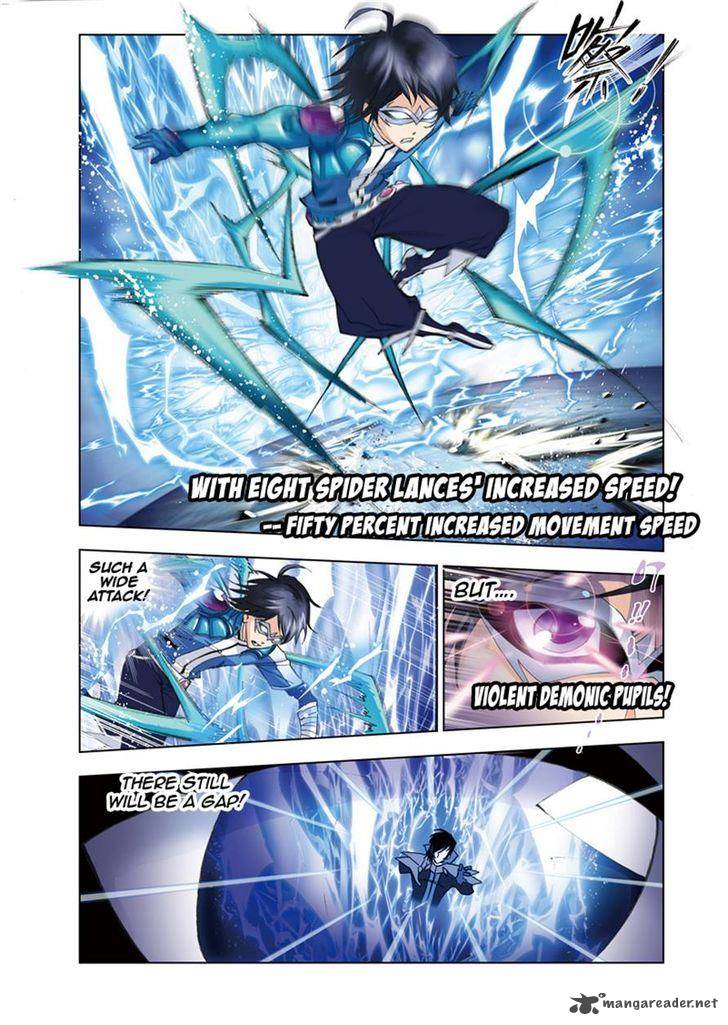 嚓!
WITH EIGHT SPIDER LANCES' INCREASED SPEED!
-- FIFTY PERCENT INCREASED MOVEMENT SPEED
SUCH A
WIDE
ATTACK!
BUT....
VIOLENT DEMONIC PUPILS!
THERE STILL
WILL BE A GAP!
mangareader.net